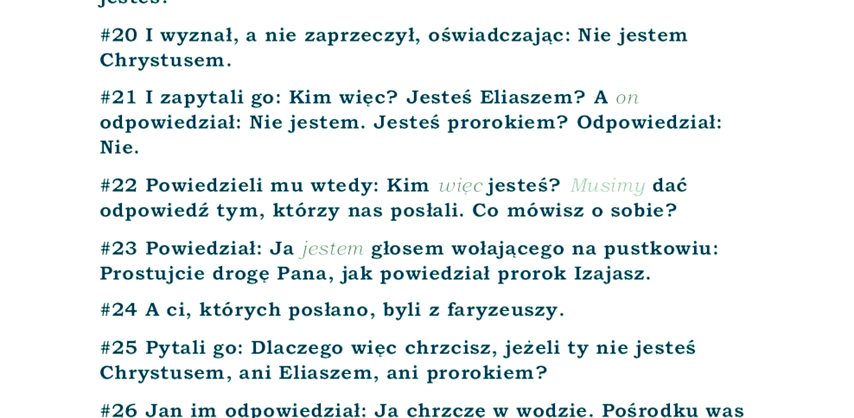 jesteś?
#20 I wyznał, a nie zaprzeczył, oświadczając: Nie jestem
Chrystusem.
#21 I zapytali go: Kim więc? Jesteś Eliaszem? A on
odpowiedział: Nie jestem. Jesteś prorokiem? Odpowiedział:
Nie.
#22 Powiedzieli mu wtedy: Kim więc jesteś? Musimy dać
odpowiedź tym, którzy nas posłali. Co mówisz o sobie?
#23 Powiedział: Ja jestem głosem wołającego na pustkowiu:
Prostujcie drogę Pana, jak powiedział prorok Izajasz.
#24 A ci, których posłano, byli z faryzeuszy.
#25 Pytali go: Dlaczego więc chrzcisz, jeżeli ty nie jesteś
Chrystusem, ani Eliaszem, ani prorokiem?
#26 Jan im odpowiedział: Ja chrzczę w wodzie. Pośrodku was